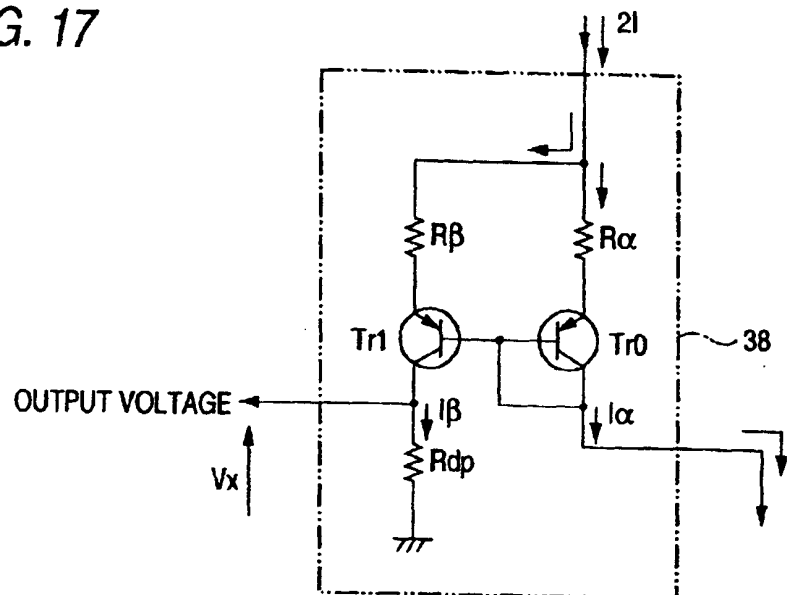 G. 17
2I
Rβ
Rα
Tr1
Tr0
38
OUTPUT VOLTAGE
Iβ
Iα
Rdp
Vx